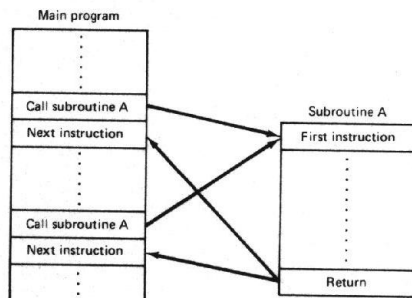 Main program
Call subroutine A
Next instruction
Call subroutine A
Next instruction
Subroutine A
First instruction
Return